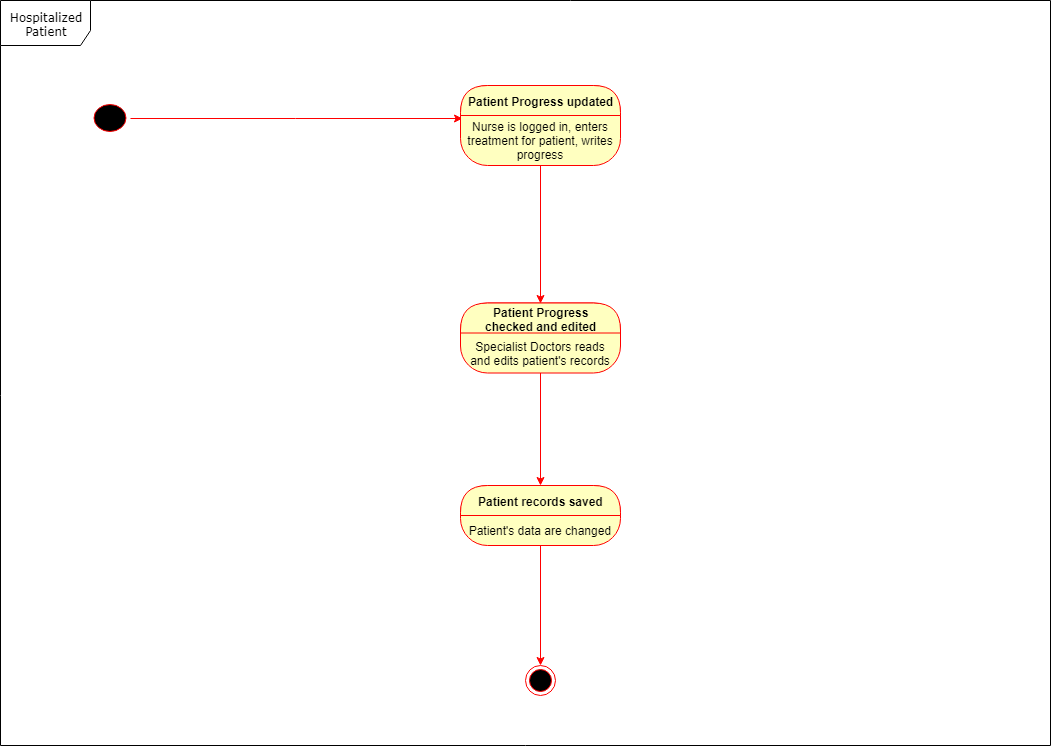 Hospitalized
Patient
Patient Progress updated
Nurse is logged in, enters
treatment for patient, writes
progress
Patient Progress
checked and edited
Specialist Doctors reads
and edits patient's records
Patient records saved
Patient's data are changed